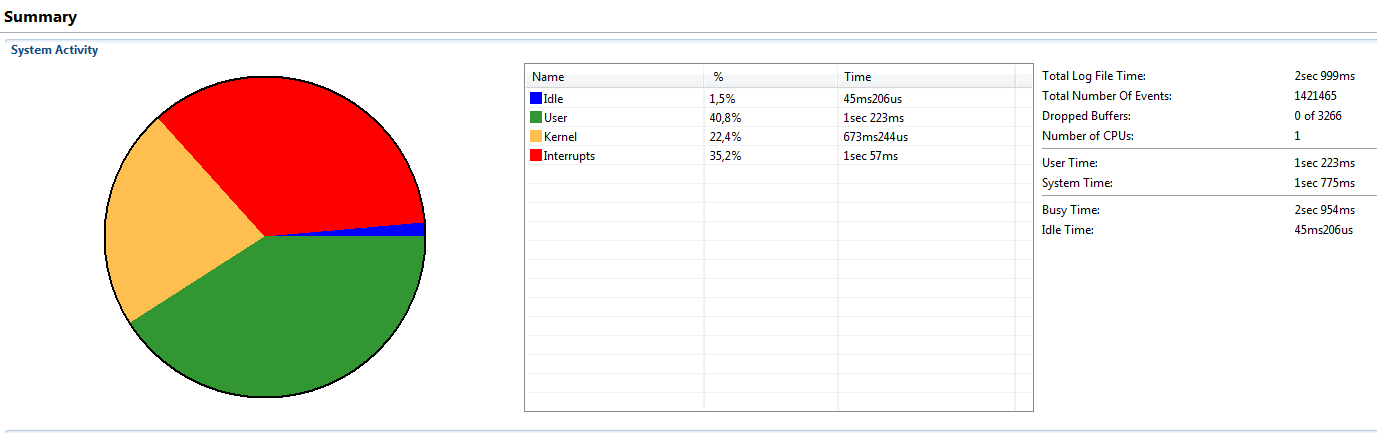 Summary
System Activity
Name % Time
Idle 1,5% 45ms206us
User 40,8% 1sec 223ms
Kernel 22,4% 673ms244us
Interrupts 35,2% 1sec 57ms
Total Log File Time: 2sec 999ms
Total Number Of Events: 1421465
Dropped Buffers: 0 of 3266
Number of CPUs: 1
User Time: 1sec 223ms
System Time: 1sec 775ms
Busy Time: 2sec 954ms
Idle Time: 45ms206us